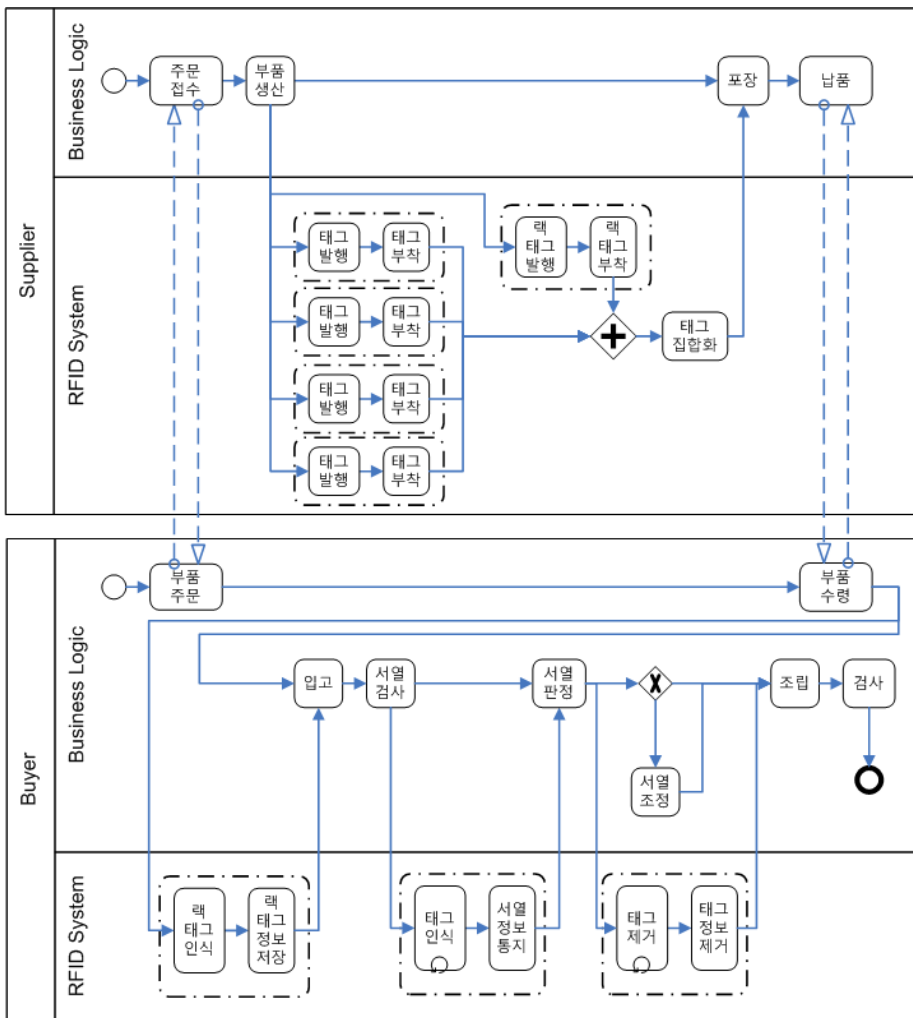 Supplier
Business Logic
주문
접수
부품
생산
포장
납품
RFID System
태그
발행
태그
부착
랙
태그
발행
랙
태그
부착
태그
발행
태그
부착
태그
집합화
태그
발행
태그
부착
태그
발행
태그
부착
Buyer
Business Logic
부품
주문
부품
수령
입고
서열
검사
서열
판정
조립
검사
서열
조정
RFID System
랙
태그
인식
랙
태그
정보
저장
태그
인식
서열
정보
통지
태그
제거
태그
정보
제거